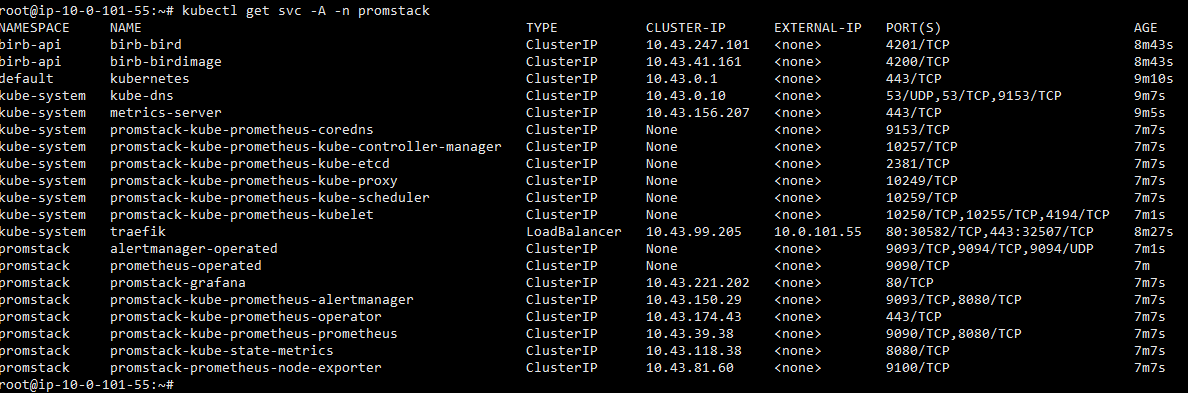 root@ip-10-0-101-55:~# kubectl get svc -A -n promstack
NAMESPACE NAME TYPE CLUSTER-IP EXTERNAL-IP PORT(S) AGE
birb-api birb-bird ClusterIP 10.43.247.101 <none> 4201/TCP 8m43s
birb-api birb-birdimage ClusterIP 10.43.41.161 <none> 4200/TCP 8m43s
default kubernetes ClusterIP 10.43.0.1 <none> 443/TCP 9m10s
kube-system kube-dns ClusterIP 10.43.0.10 <none> 53/UDP,53/TCP,9153/TCP 9m7s
kube-system metrics-server ClusterIP 10.43.156.207 <none> 443/TCP 9m5s
kube-system promstack-kube-prometheus-coredns ClusterIP None <none> 9153/TCP 7m7s
kube-system promstack-kube-prometheus-kube-controller-manager ClusterIP None <none> 10257/TCP 7m7s
kube-system promstack-kube-prometheus-kube-etcd ClusterIP None <none> 2381/TCP 7m7s
kube-system promstack-kube-prometheus-kube-proxy ClusterIP None <none> 10249/TCP 7m7s
kube-system promstack-kube-prometheus-kube-scheduler ClusterIP None <none> 10259/TCP 7m7s
kube-system promstack-kube-prometheus-kubelet ClusterIP None <none> 10250/TCP,10255/TCP,4194/TCP 7m1s
kube-system traefik LoadBalancer 10.43.99.205 10.0.101.55 80:30582/TCP,443:32507/TCP 8m27s
promstack alertmanager-operated ClusterIP None <none> 9093/TCP,9094/TCP,9094/UDP 7m1s
promstack prometheus-operated ClusterIP None <none> 9090/TCP 7m
promstack promstack-grafana ClusterIP 10.43.221.202 <none> 80/TCP 7m7s
promstack promstack-kube-prometheus-alertmanager ClusterIP 10.43.150.29 <none> 9093/TCP,8080/TCP 7m7s
promstack promstack-kube-prometheus-operator ClusterIP 10.43.174.43 <none> 443/TCP 7m7s
promstack promstack-kube-prometheus-prometheus ClusterIP 10.43.39.38 <none> 9090/TCP,8080/TCP 7m7s
promstack promstack-kube-state-metrics ClusterIP 10.43.118.38 <none> 8080/TCP 7m7s
promstack promstack-prometheus-node-exporter ClusterIP 10.43.81.60 <none> 9100/TCP 7m7s
root@ip-10-0-101-55:~#